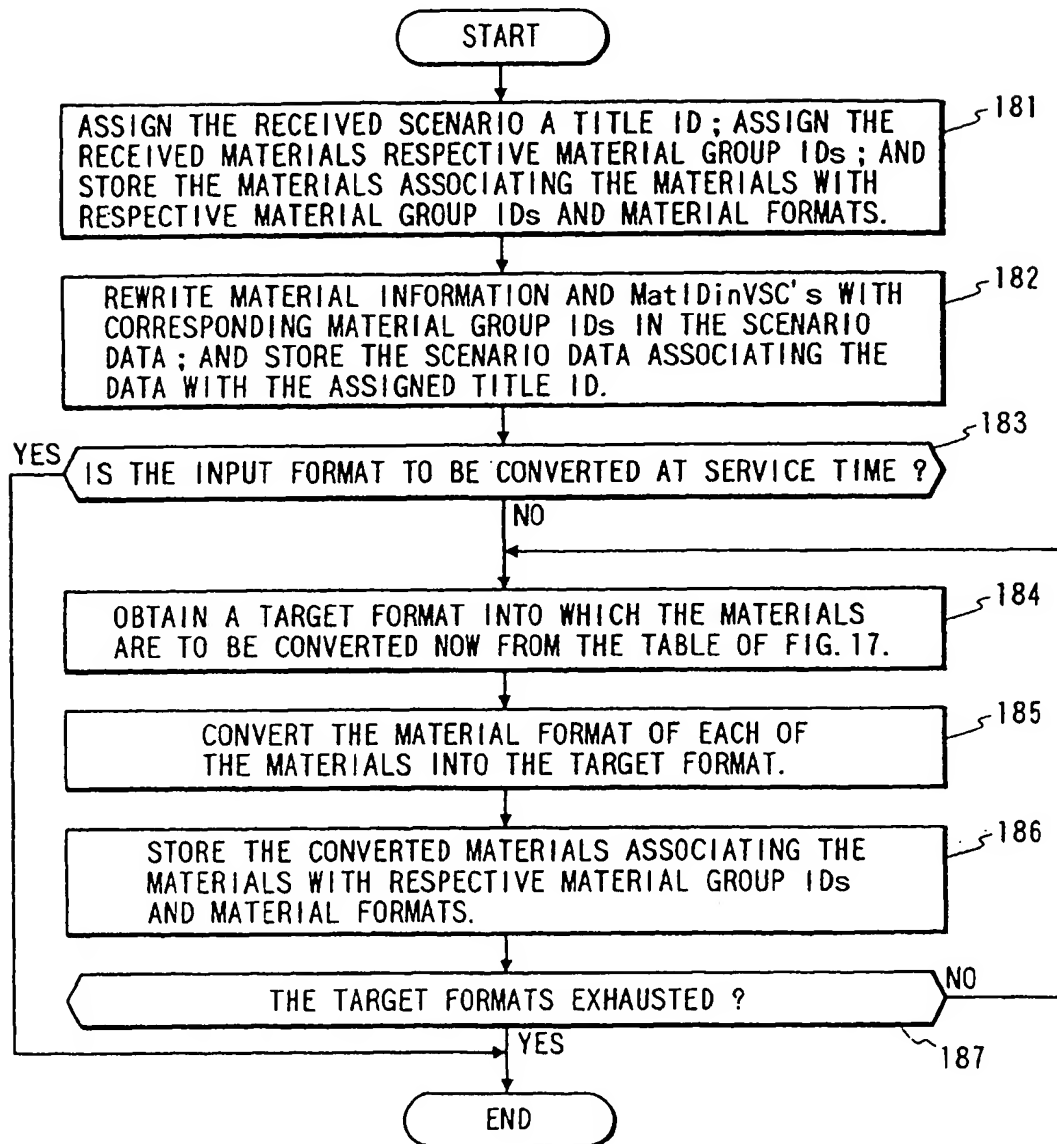 START
181
ASSIGN THE RECEIVED SCENARIO A TITLE ID; ASSIGN THE
RECEIVED MATERIALS RESPECTIVE MATERIAL GROUP IDs; AND
STORE THE MATERIALS ASSOCIATING THE MATERIALS WITH
RESPECTIVE MATERIAL GROUP IDs AND MATERIAL FORMATS.
182
REWRITE MATERIAL INFORMATION AND MatIDinVSC's WITH
CORRESPONDING MATERIAL GROUP IDs IN THE SCENARIO
DATA; AND STORE THE SCENARIO DATA ASSOCIATING THE
DATA WITH THE ASSIGNED TITLE ID.
183
YES
IS THE INPUT FORMAT TO BE CONVERTED AT SERVICE TIME ?
NO
184
OBTAIN A TARGET FORMAT INTO WHICH THE MATERIALS
ARE TO BE CONVERTED NOW FROM THE TABLE OF FIG. 17.
185
CONVERT THE MATERIAL FORMAT OF EACH OF
THE MATERIALS INTO THE TARGET FORMAT.
186
STORE THE CONVERTED MATERIALS ASSOCIATING THE
MATERIALS WITH RESPECTIVE MATERIAL GROUP IDs
AND MATERIAL FORMATS.
NO
THE TARGET FORMATS EXHAUSTED ?
YES
187
END